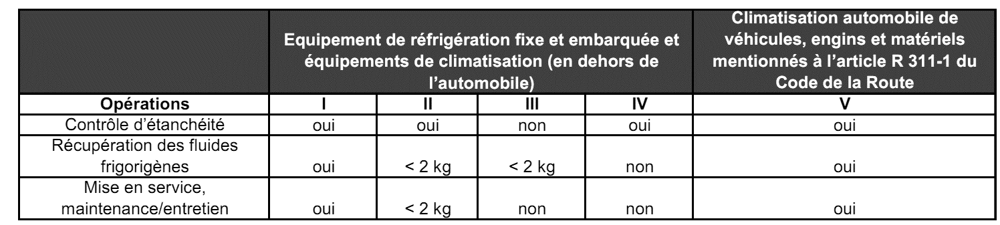 Equipement de réfrigération fixe et embarquée et
équipements de climatisation (en dehors de
l’automobile)
Climatisation automobile de
véhicules, engins et matériels
mentionnés à l’article R 311-1 du
Code de la Route
Opérations I II III IV V
Contrôle d’étanchéité oui oui non oui oui
Récupération des fluides
frigorigènes oui < 2 kg < 2 kg non oui
Mise en service,
maintenance/entretien oui < 2 kg non non oui